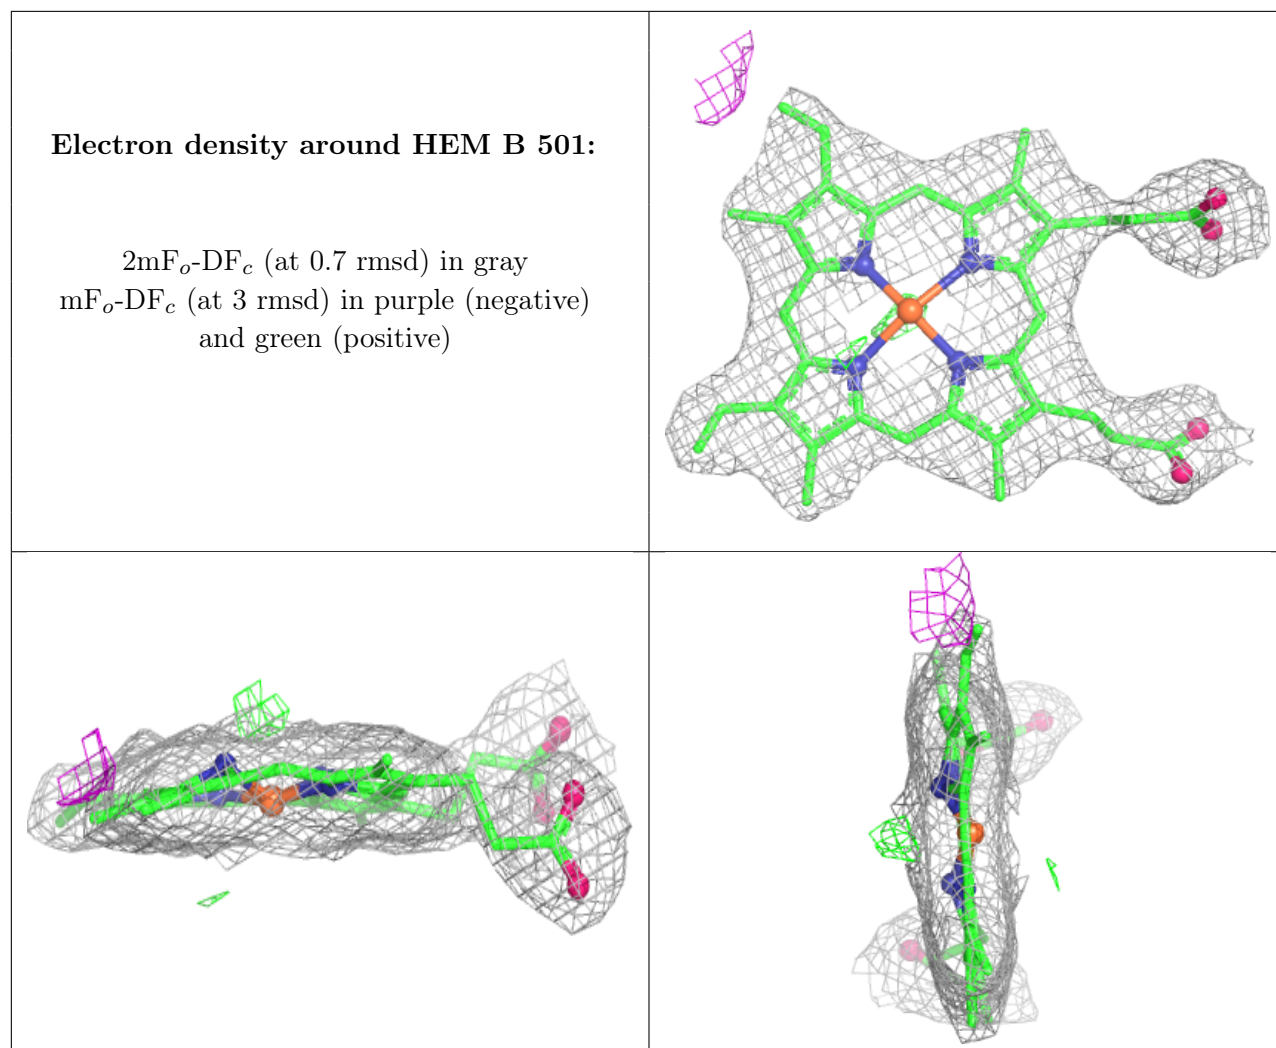 Electron density around HEM B 501:
2mFₒ-DF𝑐 (at 0.7 rmsd) in gray
mFₒ-DF𝑐 (at 3 rmsd) in purple (negative)
and green (positive)